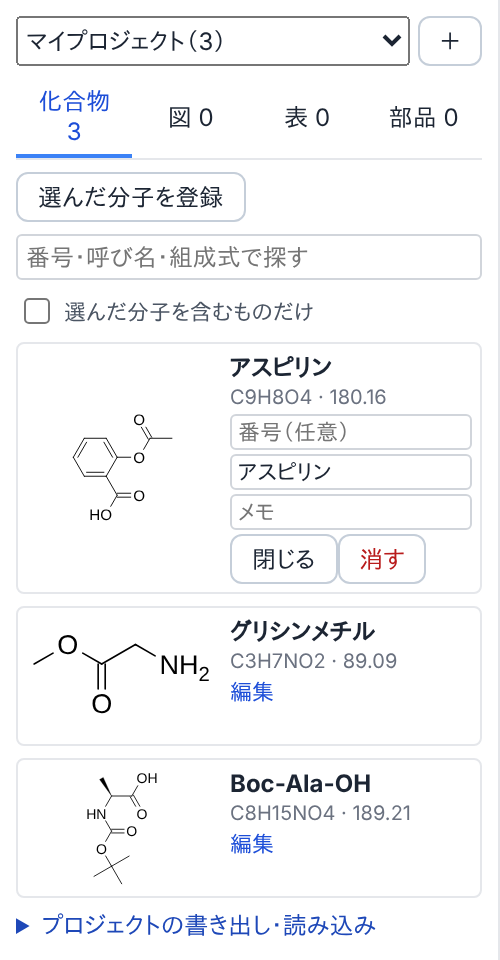 マイプロジェクト（3）
＋
化合物
3
図 0
表 0
部品 0
選んだ分子を登録
番号・呼び名・組成式で探す
選んだ分子を含むものだけ
アスピリン
C9H8O4 · 180.16
番号（任意）
アスピリン
メモ
閉じる
消す
O
O
O
HO
グリシンメチル
C3H7NO2 · 89.09
編集
O
NH2
O
Boc-Ala-OH
C8H15NO4 · 189.21
編集
OH
O
HN
O
O
▶ プロジェクトの書き出し・読み込み